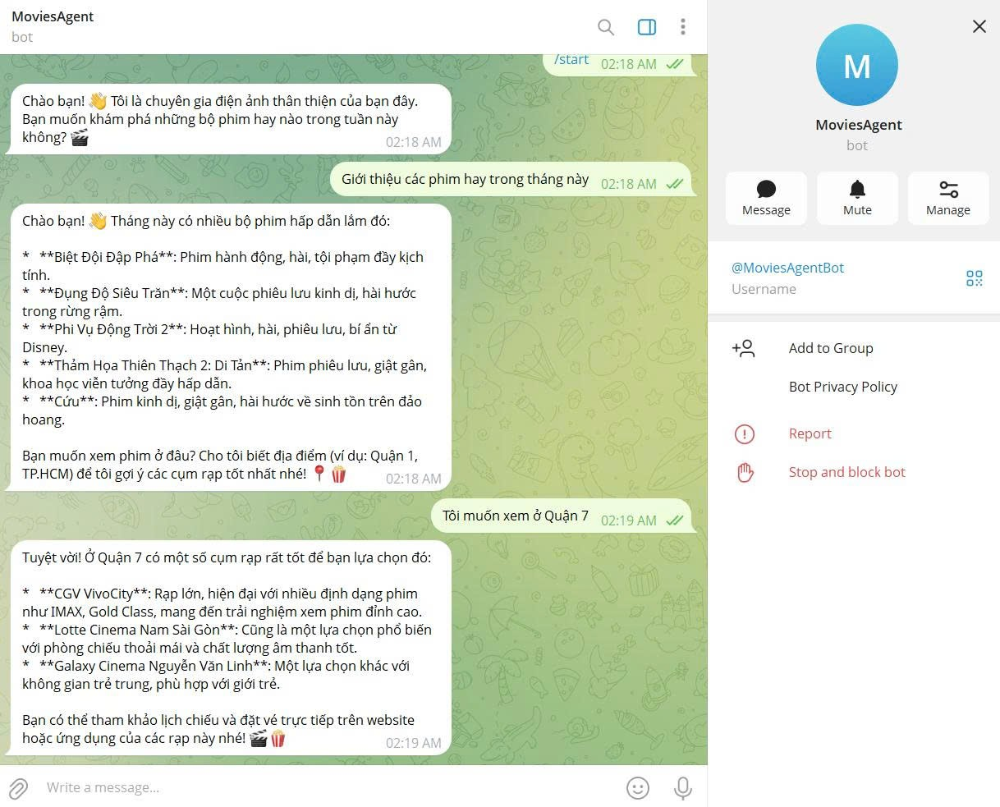 MoviesAgent
bot
/start 02:18 AM
Chào bạn! 👋 Tôi là chuyên gia điện ảnh thân thiện của bạn đây.
Bạn muốn khám phá những bộ phim hay nào trong tuần này
không? 🎬 02:18 AM
Giới thiệu các phim hay trong tháng này 02:18 AM
Chào bạn! 👋 Tháng này có nhiều bộ phim hấp dẫn lắm đó:
* **Biệt Đội Đập Phá**: Phim hành động, hài, tội phạm đầy kịch
tính.
* **Đụng Độ Siêu Trăn**: Một cuộc phiêu lưu kinh dị, hài hước
trong rừng rậm.
* **Phi Vụ Động Trời 2**: Hoạt hình, hài, phiêu lưu, bí ẩn từ
Disney.
* **Thảm Họa Thiên Thạch 2: Di Tản**: Phim phiêu lưu, giật gân,
khoa học viễn tưởng đầy hấp dẫn.
* **Cứu**: Phim kinh dị, giật gân, hài hước về sinh tồn trên đảo
hoang.
Bạn muốn xem phim ở đâu? Cho tôi biết địa điểm (ví dụ: Quận 1,
TP.HCM) để tôi gợi ý các cụm rạp tốt nhất nhé! 📍🍿 02:18 AM
Tôi muốn xem ở Quận 7 02:19 AM
Tuyệt vời! Ở Quận 7 có một số cụm rạp rất tốt để bạn lựa chọn đó:
* **CGV VivoCity**: Rạp lớn, hiện đại với nhiều định dạng phim
như IMAX, Gold Class, mang đến trải nghiệm xem phim đỉnh cao.
* **Lotte Cinema Nam Sài Gòn**: Cũng là một lựa chọn phổ biến
với phòng chiếu thoải mái và chất lượng âm thanh tốt.
* **Galaxy Cinema Nguyễn Văn Linh**: Một lựa chọn khác với
không gian trẻ trung, phù hợp với giới trẻ.
Bạn có thể tham khảo lịch chiếu và đặt vé trực tiếp trên website
hoặc ứng dụng của các rạp này nhé! 🎬🍿 02:19 AM
Write a message...
M
MoviesAgent
bot
Message
Mute
Manage
@MoviesAgentBot
Username
Add to Group
Bot Privacy Policy
Report
Stop and block bot